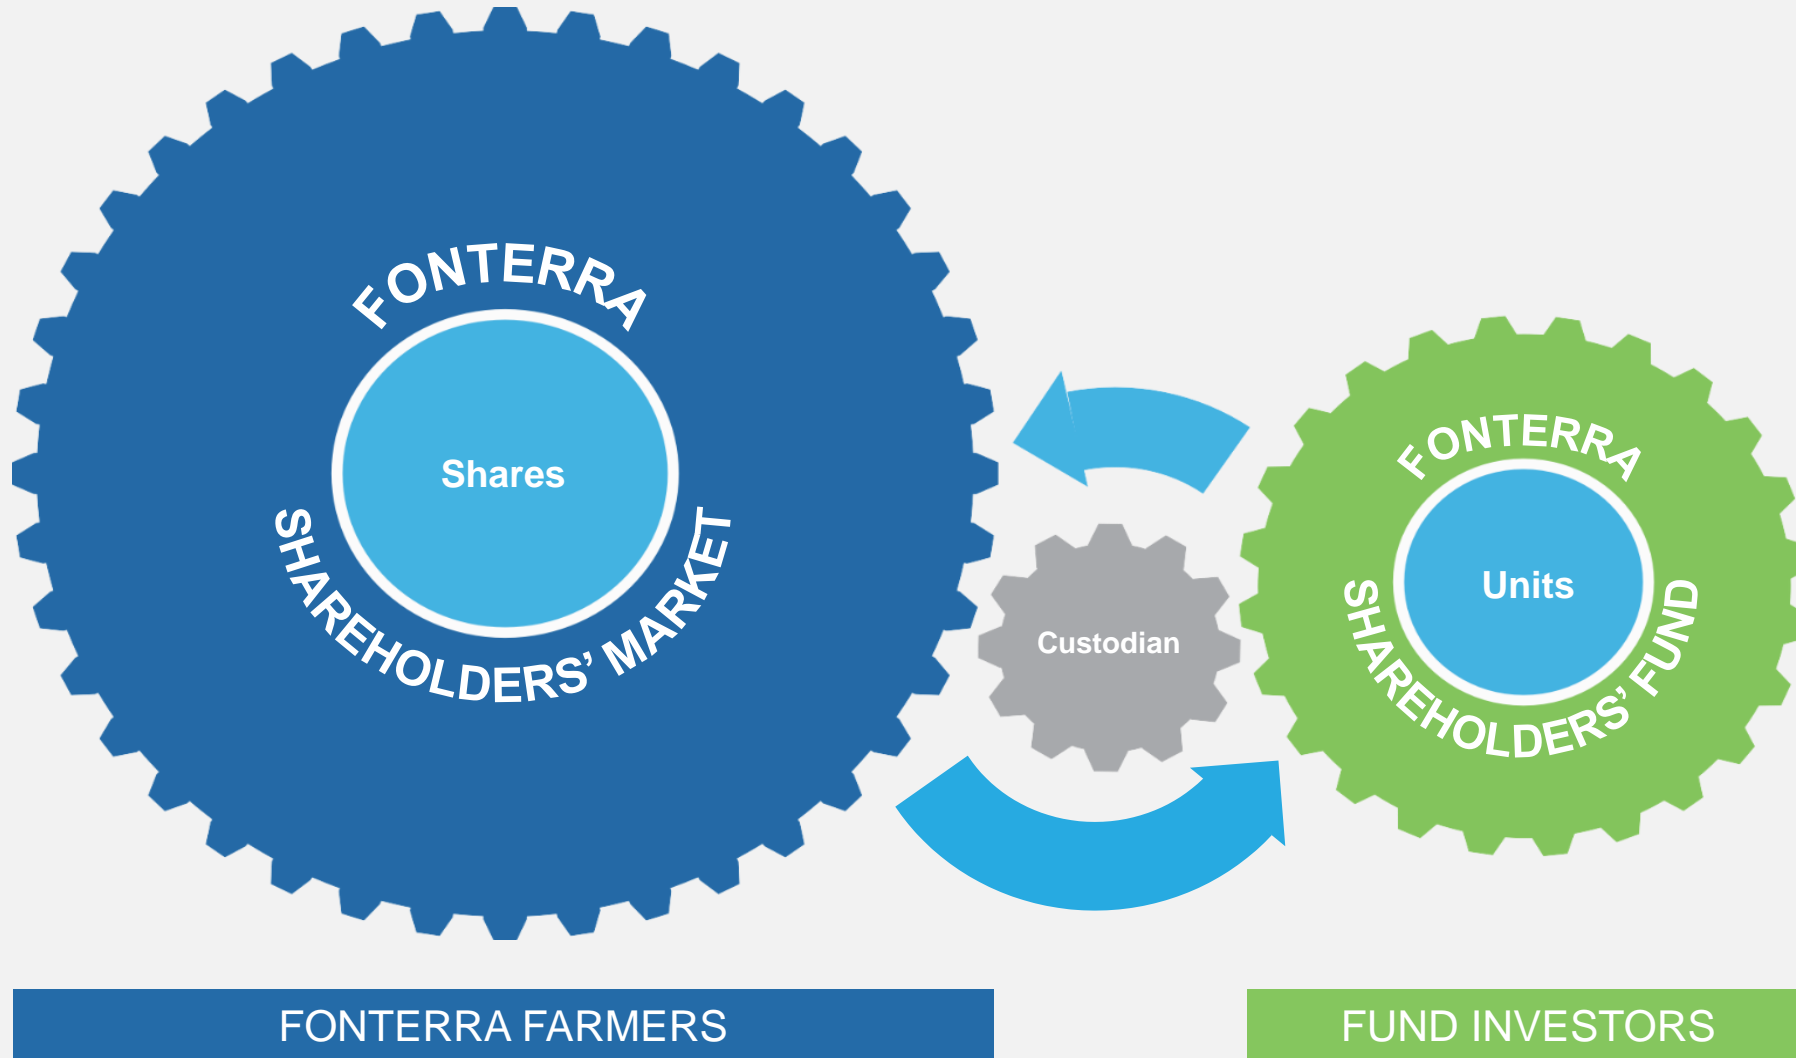 FONTERRA
Shares
SHAREHOLDERS’ MARKET
Custodian
FONTERRA
Units
SHAREHOLDERS’ FUND
FONTERRA FARMERS
FUND INVESTORS